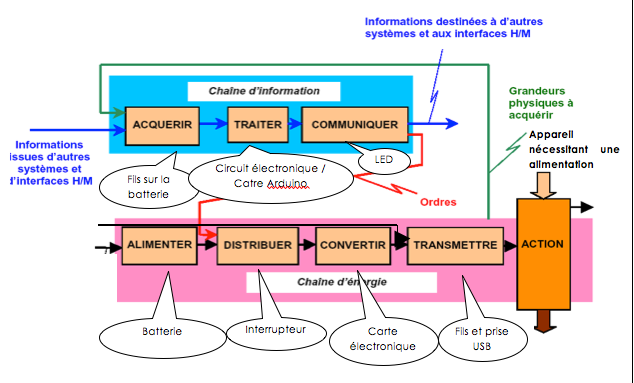 Informations destinées à d'autres
systèmes et aux interfaces H/M
Chaîne d'information
Grandeurs
physiques à
acquérir
ACQUERIR
TRAITER
COMMUNIQUER
Informations
issues d'autres
systèmes et
d'interfaces H/M
Appareil
nécessitant une
alimentation
Fils sur la
batterie
Circuit électronique /
Catre Arduino
LED
Ordres
ALIMENTER
DISTRIBUER
CONVERTIR
TRANSMETTRE
ACTION
Chaîne d'énergie
Batterie
Interrupteur
Carte
électronique
Fils et prise
USB